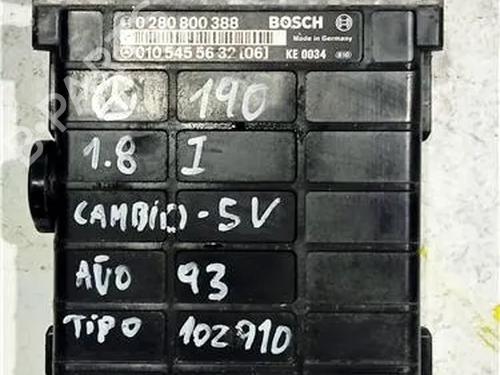 0 280 800 388 BOSCH
Made in Germany
010 545 56 32 (06) KE 0034
190
1.8 I
CAMBIO - 5V
AÑO 93
TIPO 102910